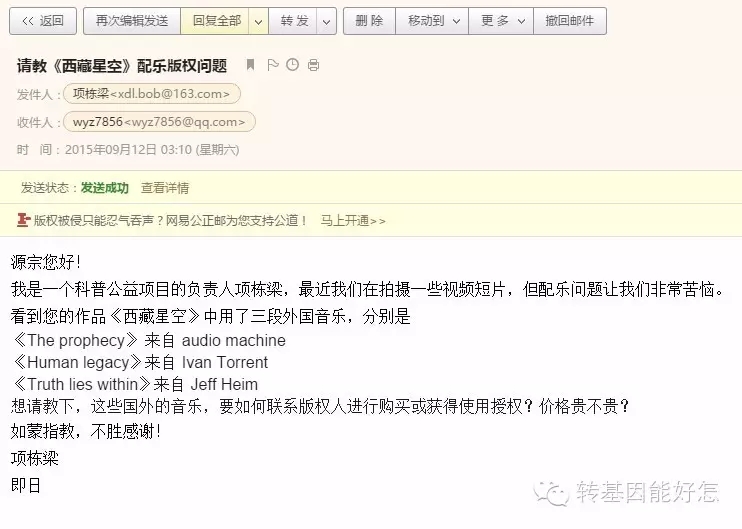 << 返回 再次编辑发送 回复全部 转 发 删 除 移动到 更 多 撤回邮件
请教《西藏星空》配乐版权问题
发件人：项栋梁<xdl.bob@163.com>
收件人：wyz7856<wyz7856@qq.com>
时 间：2015年09月12日 03:10 (星期六)
发送状态：发送成功 查看详情
版权被侵只能忍气吞声？网易公正邮为您支持公道！ 马上开通>>
源宗您好！
我是一个科普公益项目的负责人项栋梁，最近我们在拍摄一些视频短片，但配乐问题让我们非常苦恼。
看到您的作品《西藏星空》中用了三段外国音乐，分别是
《The prophecy》来自 audio machine
《Human legacy》来自 Ivan Torrent
《Truth lies within》来自 Jeff Heim
想请教下，这些国外的音乐，要如何联系版权人进行购买或获得使用授权？价格贵不贵？
如蒙指教，不胜感谢！
项栋梁
即日
转基因能好怎